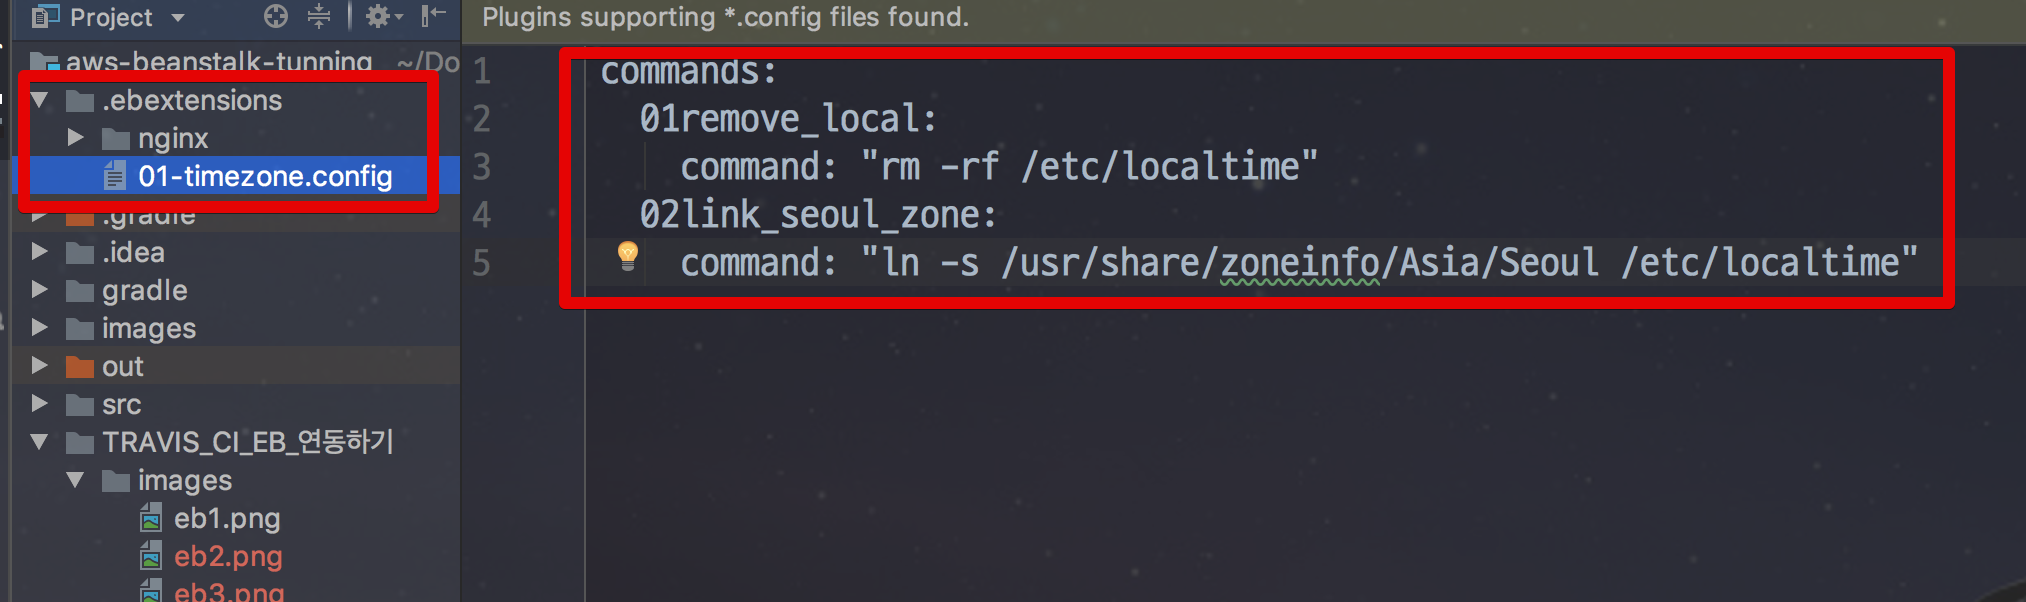 Project
Plugins supporting *.config files found.
aws-beanstalk-tunning ~/Do
.ebextensions
nginx
01-timezone.config
.gradle
.idea
gradle
images
out
src
TRAVIS_CI_EB_연동하기
images
eb1.png
eb2.png
eb3.png
1 commands:
2 01remove_local:
3 command: "rm -rf /etc/localtime"
4 02link_seoul_zone:
5 command: "ln -s /usr/share/zoneinfo/Asia/Seoul /etc/localtime"